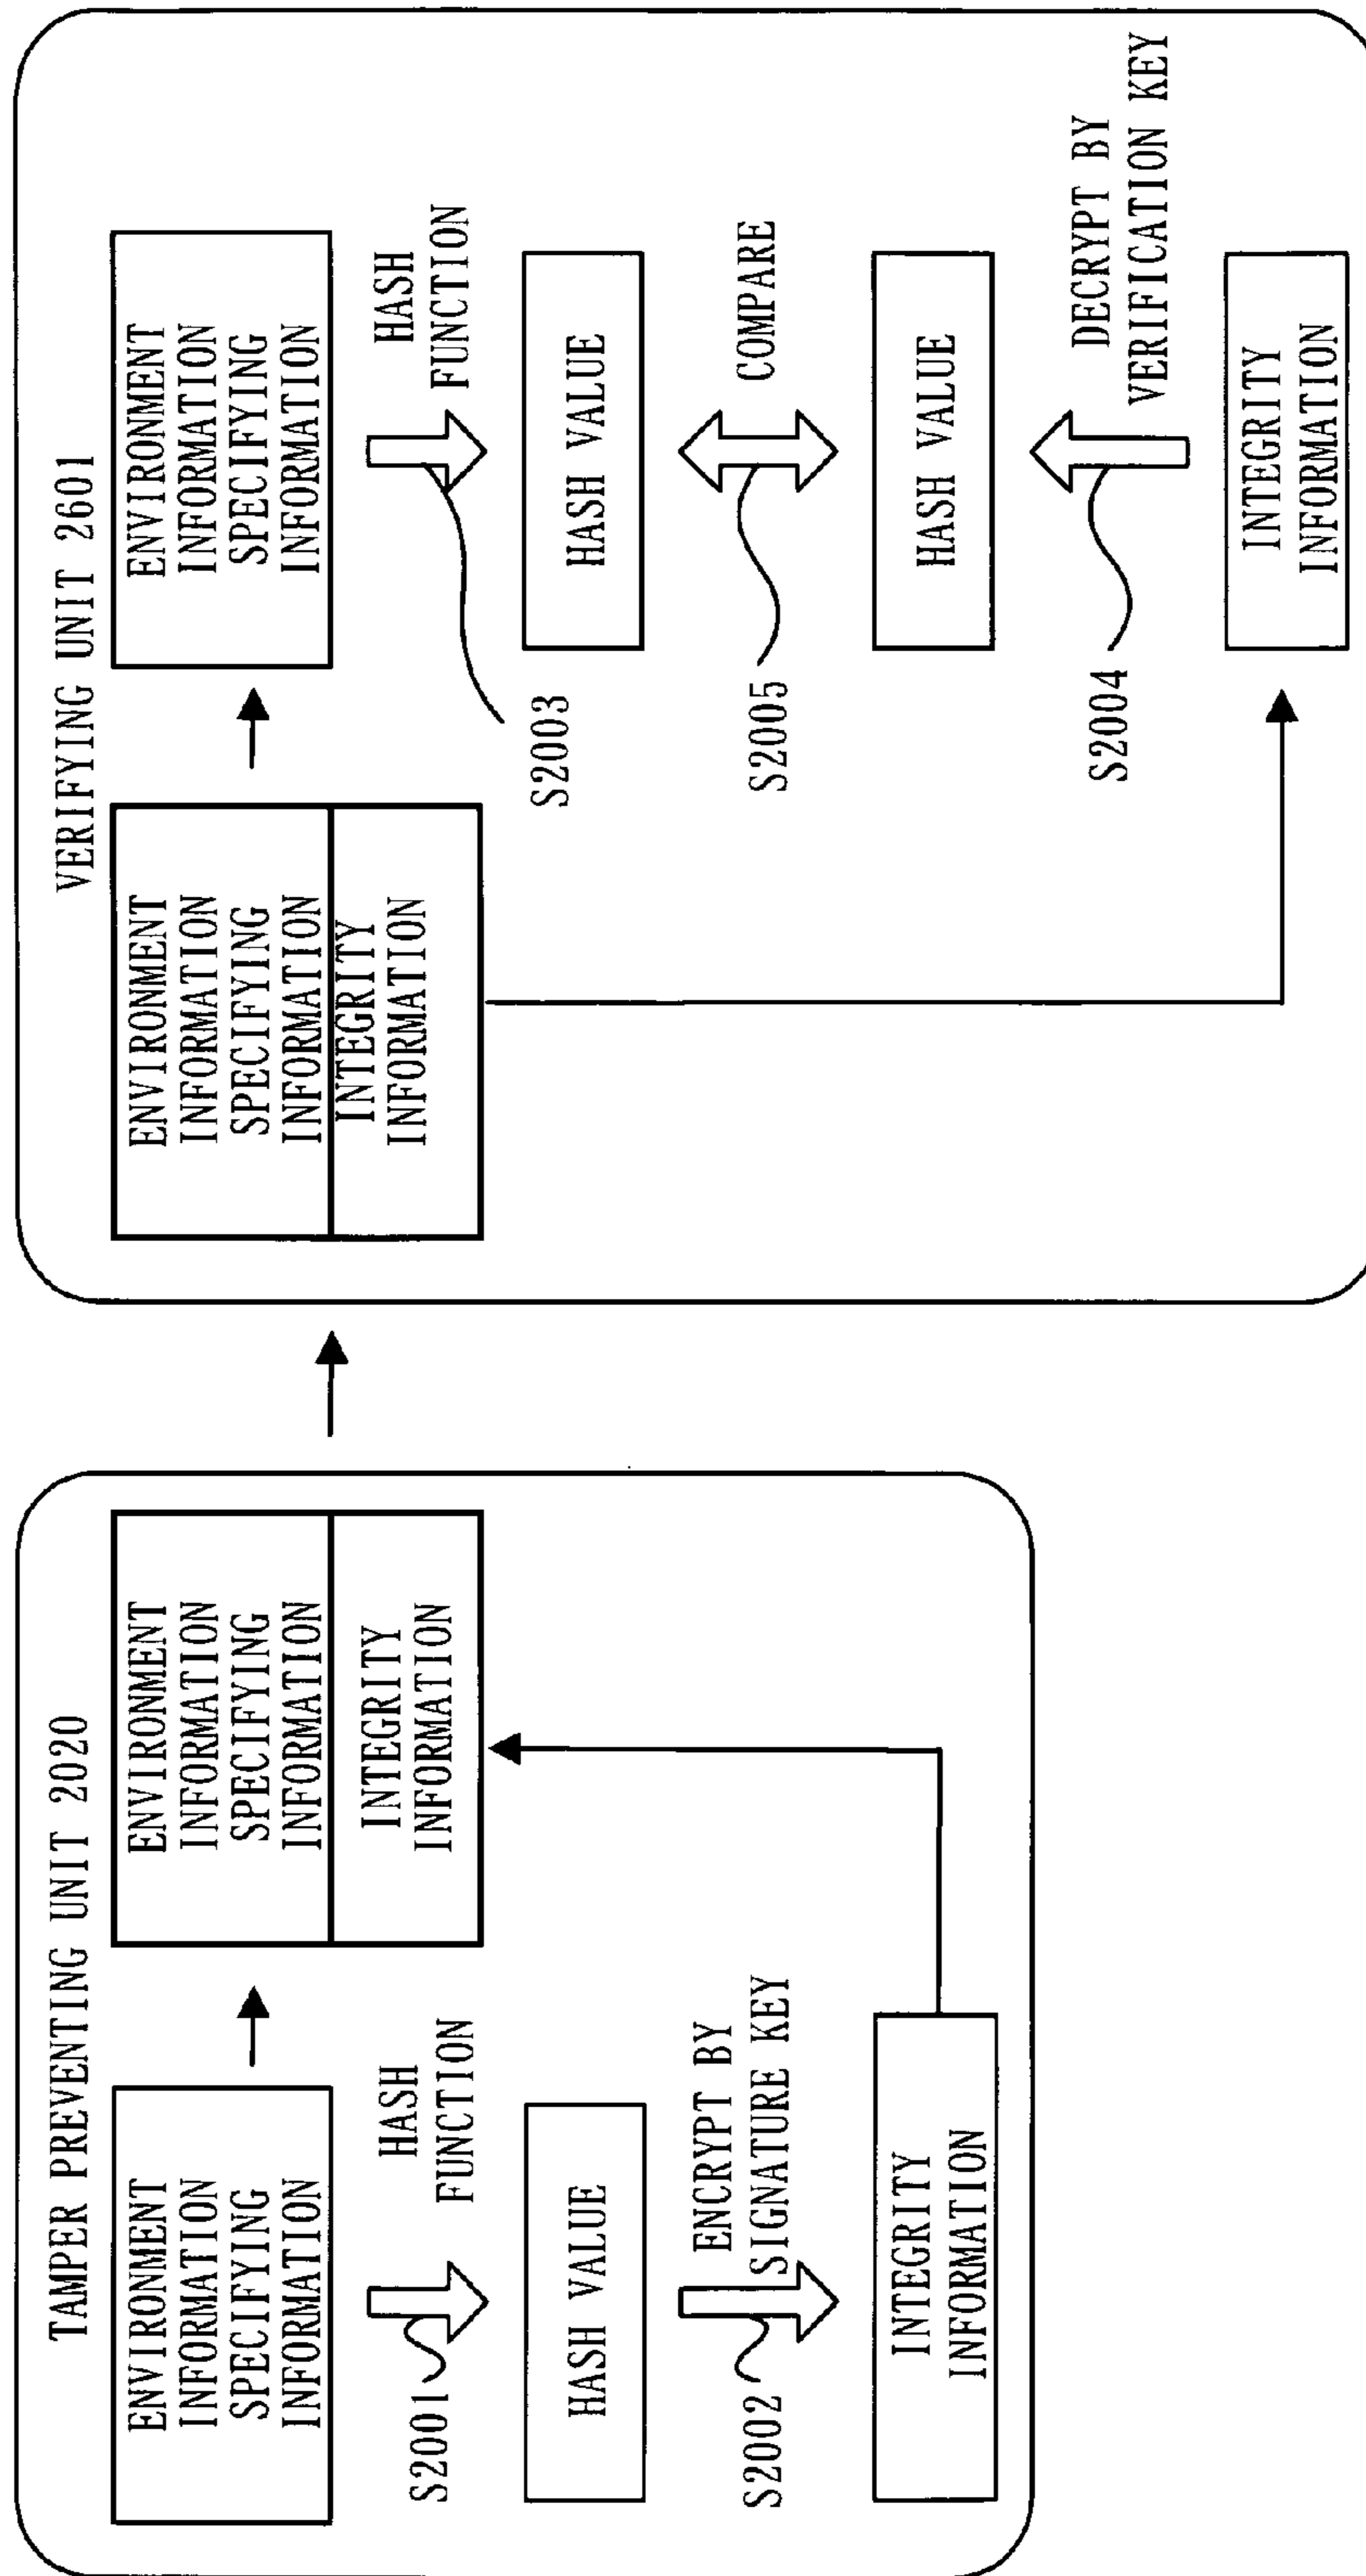 TAMPER PREVENTING UNIT 2020
ENVIRONMENT
INFORMATION
SPECIFYING
INFORMATION
S2001
HASH
FUNCTION
HASH VALUE
S2002
ENCRYPT BY
SIGNATURE KEY
INTEGRITY
INFORMATION
ENVIRONMENT
INFORMATION
SPECIFYING
INFORMATION
INTEGRITY
INFORMATION
VERIFYING UNIT 2601
ENVIRONMENT
INFORMATION
SPECIFYING
INFORMATION
INTEGRITY
INFORMATION
ENVIRONMENT
INFORMATION
SPECIFYING
INFORMATION
S2003
HASH
FUNCTION
HASH VALUE
S2005
COMPARE
HASH VALUE
S2004
DECRYPT BY
VERIFICATION KEY
INTEGRITY
INFORMATION